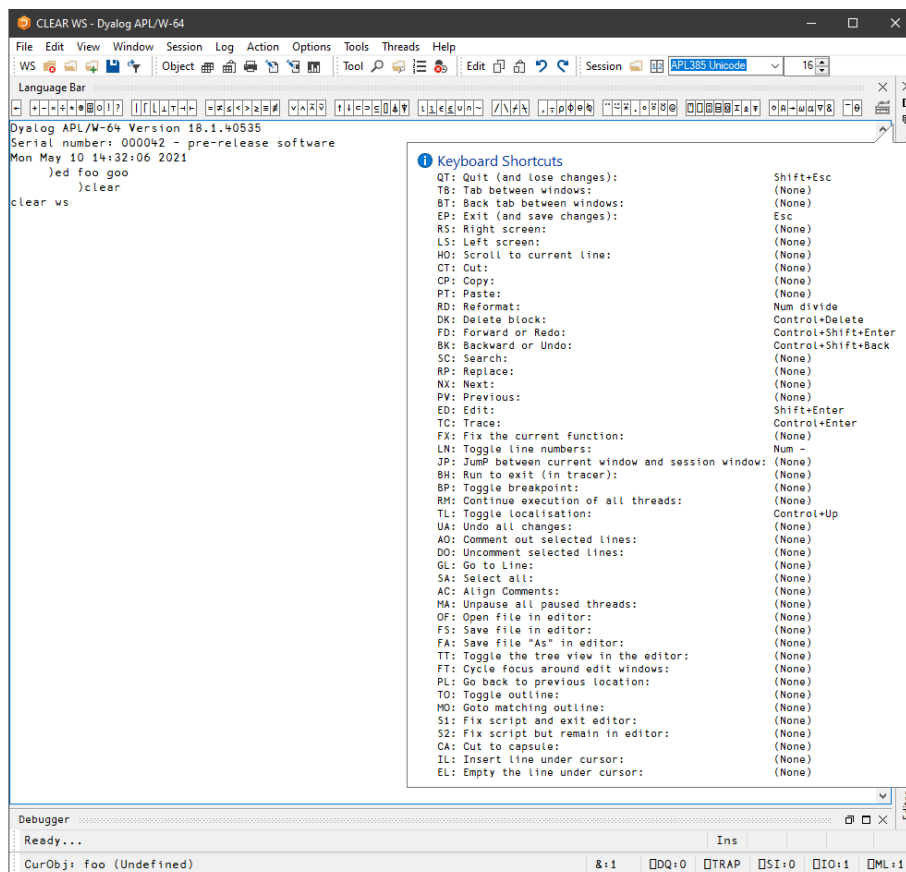 CLEAR WS - Dyalog APL/W-64
File Edit View Window Session Log Action Options Tools Threads Help
WS Object Tool Edit Session APL385 Unicode 16
Language Bar
Dyalog APL/W-64 Version 18.1.40535
Serial number: 000042 - pre-release software
Mon May 10 14:32:06 2021
)ed foo goo
)clear
clear ws
Keyboard Shortcuts
QT: Quit (and lose changes): Shift+Esc
TB: Tab between windows: (None)
BT: Back tab between windows: (None)
EP: Exit (and save changes): Esc
RS: Right screen: (None)
LS: Left screen: (None)
HO: Scroll to current line: (None)
CT: Cut: (None)
CP: Copy: (None)
PT: Paste: (None)
RD: Reformat: Num divide
DK: Delete block: Control+Delete
FD: Forward or Redo: Control+Shift+Enter
BK: Backward or Undo: Control+Shift+Back
SC: Search: (None)
RP: Replace: (None)
NX: Next: (None)
PV: Previous: (None)
ED: Edit: Shift+Enter
TC: Trace: Control+Enter
FX: Fix the current function: (None)
LN: Toggle line numbers: Num -
JP: JumP between current window and session window: (None)
BH: Run to exit (in tracer): (None)
BP: Toggle breakpoint: (None)
RM: Continue execution of all threads: (None)
TL: Toggle localisation: Control+Up
UA: Undo all changes: (None)
AO: Comment out selected lines: (None)
DO: Uncomment selected lines: (None)
GL: Go to Line: (None)
SA: Select all: (None)
AC: Align Comments: (None)
MA: Unpause all paused threads: (None)
OF: Open file in editor: (None)
FS: Save file in editor: (None)
FA: Save file "As" in editor: (None)
TT: Toggle the tree view in the editor: (None)
FT: Cycle focus around edit windows: (None)
PL: Go back to previous location: (None)
TO: Toggle outline: (None)
MO: Goto matching outline: (None)
S1: Fix script and exit editor: (None)
S2: Fix script but remain in editor: (None)
CA: Cut to capsule: (None)
IL: Insert line under cursor: (None)
EL: Empty the line under cursor: (None)
Debugger
Ready... Ins
CurObj: foo (Undefined) &:1 ⎕DQ:0 ⎕TRAP ⎕SI:0 ⎕IO:1 ⎕ML:1